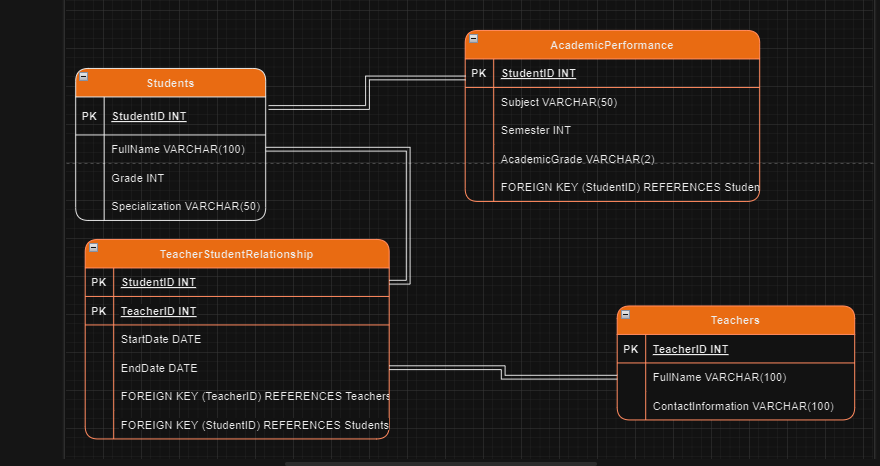 Students
PK StudentID INT
FullName VARCHAR(100)
Grade INT
Specialization VARCHAR(50)
AcademicPerformance
PK StudentID INT
Subject VARCHAR(50)
Semester INT
AcademicGrade VARCHAR(2)
FOREIGN KEY (StudentID) REFERENCES Studen
TeacherStudentRelationship
PK StudentID INT
PK TeacherID INT
StartDate DATE
EndDate DATE
FOREIGN KEY (TeacherID) REFERENCES Teachers
FOREIGN KEY (StudentID) REFERENCES Students
Teachers
PK TeacherID INT
FullName VARCHAR(100)
ContactInformation VARCHAR(100)